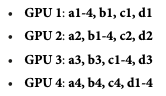 • GPU 1: a1-4, b1, c1, d1
• GPU 2: a2, b1-4, c2, d2
• GPU 3: a3, b3, c1-4, d3
• GPU 4: a4, b4, c4, d1-4